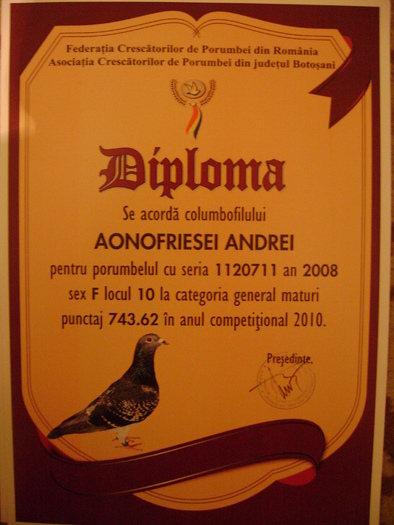 Federația Crescătorilor de Porumbei din România
Asociația Crescătorilor de Porumbei din județul Botoșani
Diploma
Se acordă columbofilului
AONOFRIESEI ANDREI
pentru porumbelul cu seria 1120711 an 2008
sex F locul 10 la categoria general maturi
punctaj 743.62 în anul competițional 2010.
Președinte,